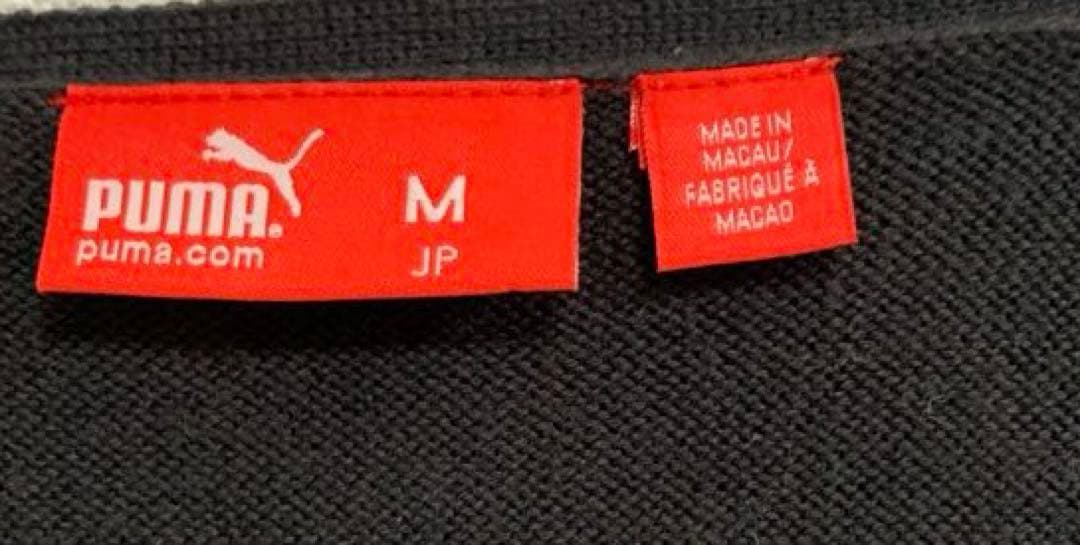 PUMA.
puma.com
M
JP
MADE IN
MACAU/
FABRIQUÉ À
MACAO